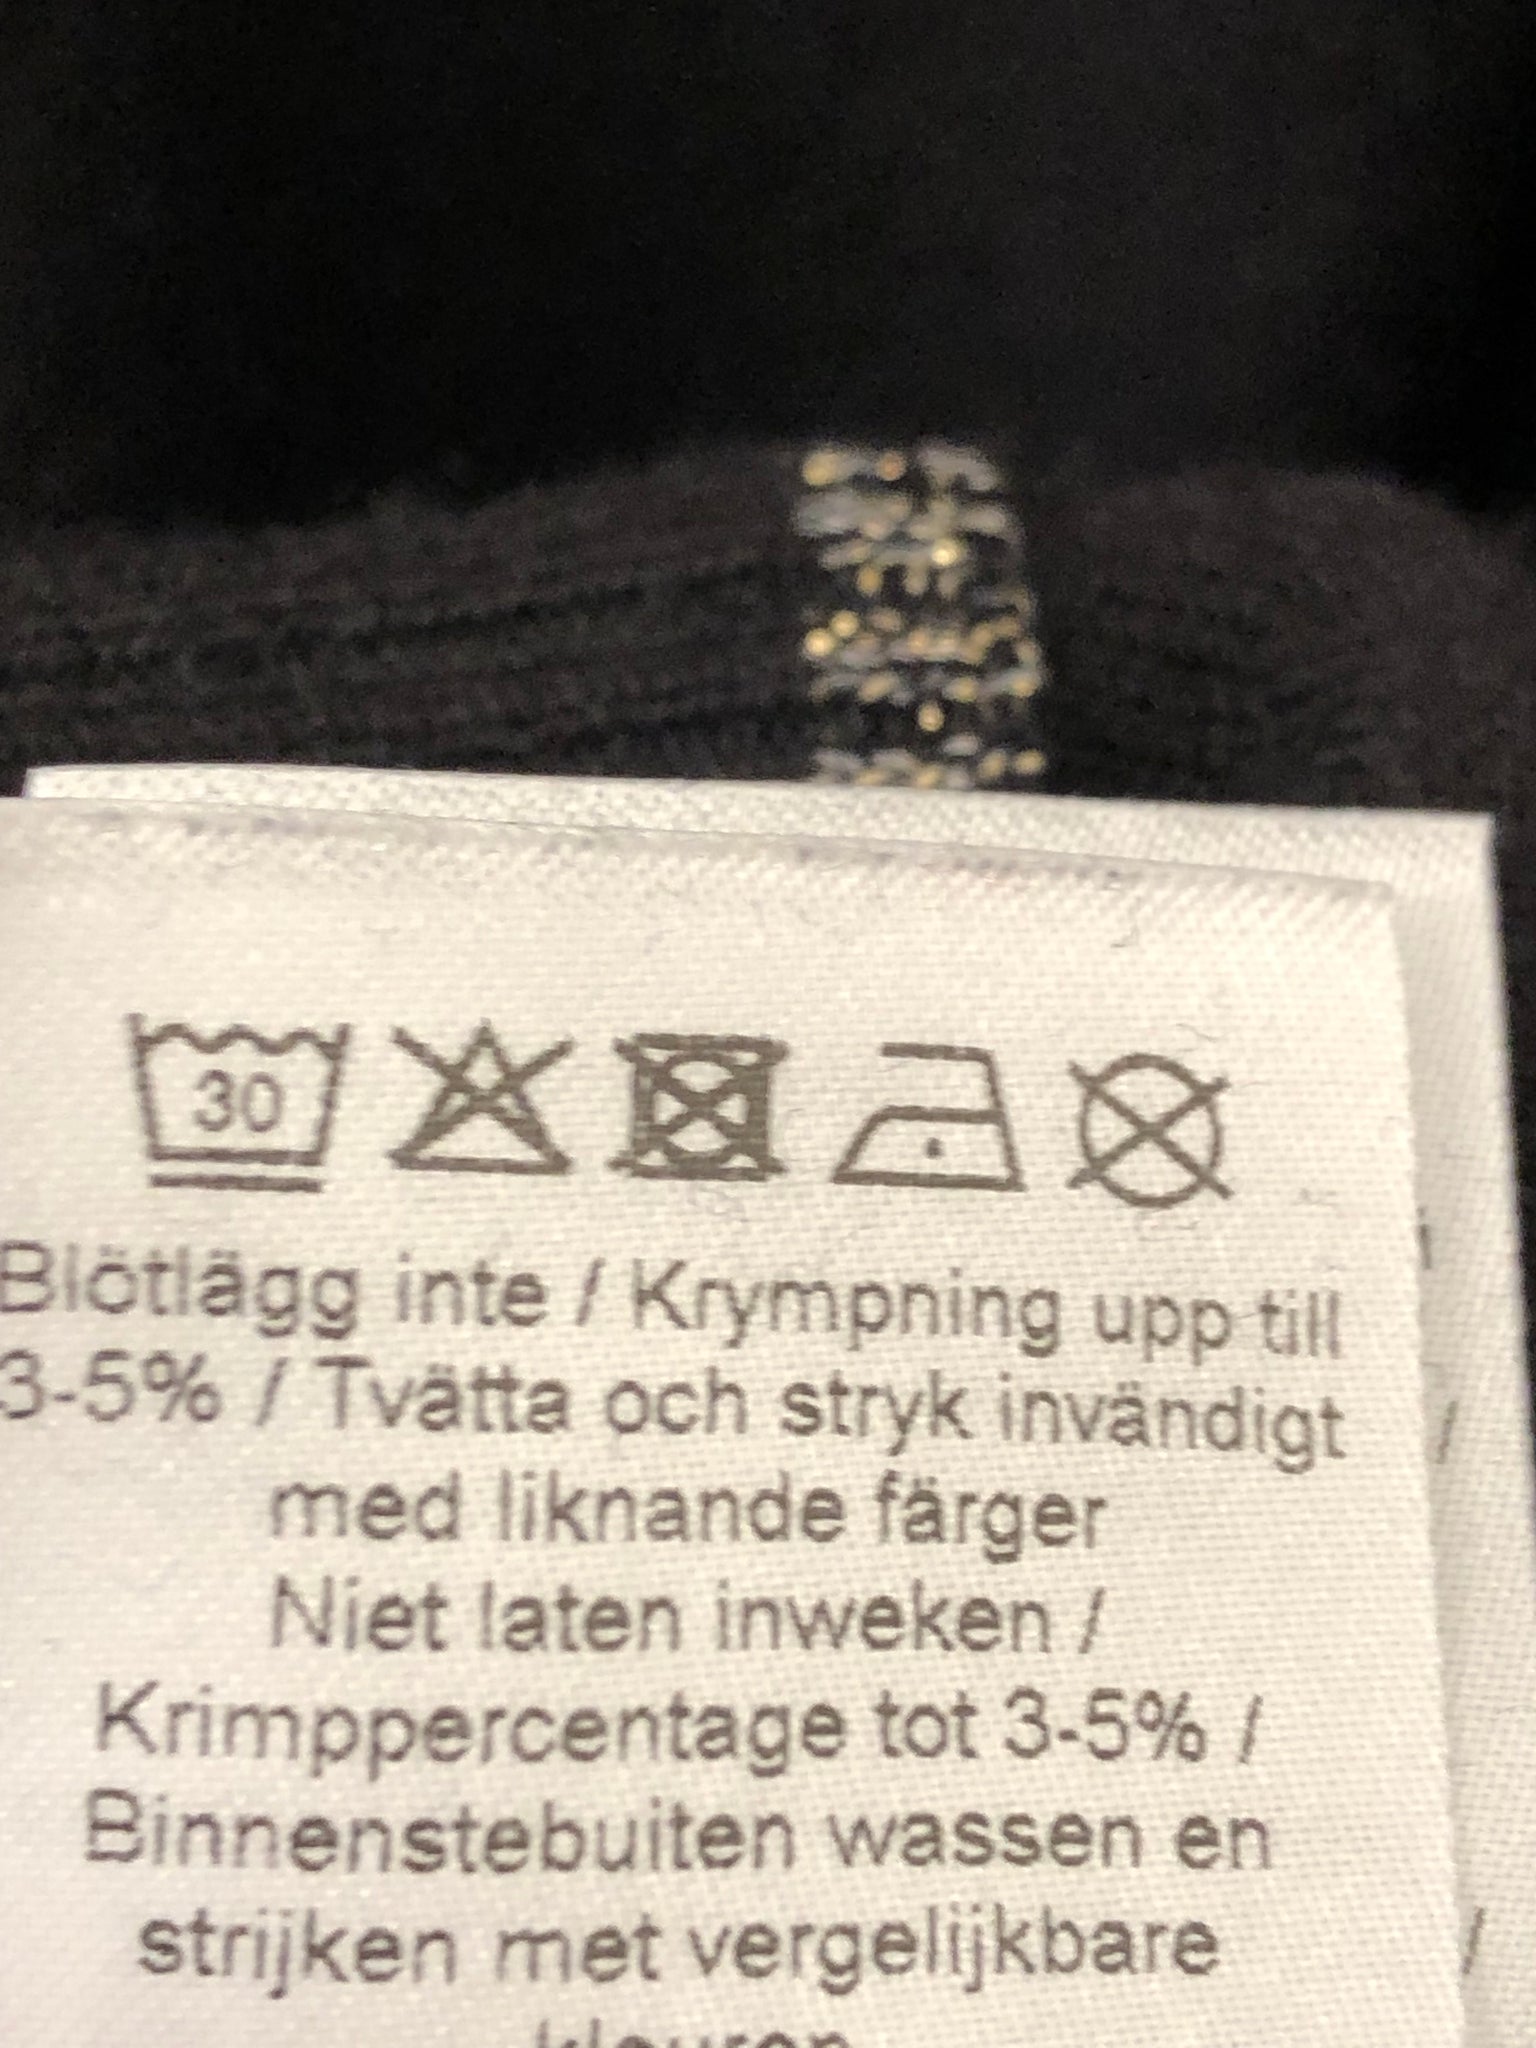 30
Blötlägg inte / Krympning upp till
3-5% / Tvätta och stryk invändigt
med liknande färger
Niet laten inweken /
Krimppercentage tot 3-5% /
Binnenstebuiten wassen en
strijken met vergelijkbare
kleuren